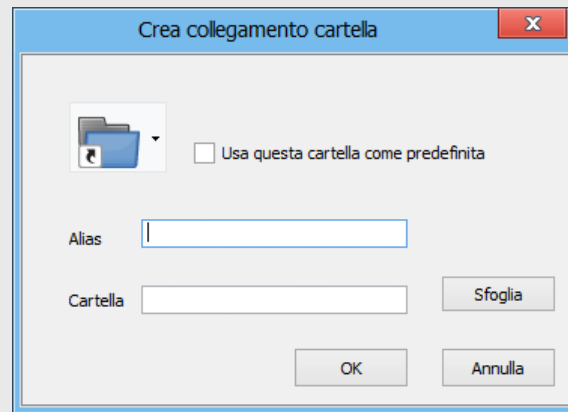 Crea collegamento cartella
x
Usa questa cartella come predefinita
Alias
Cartella
Sfoglia
OK
Annulla